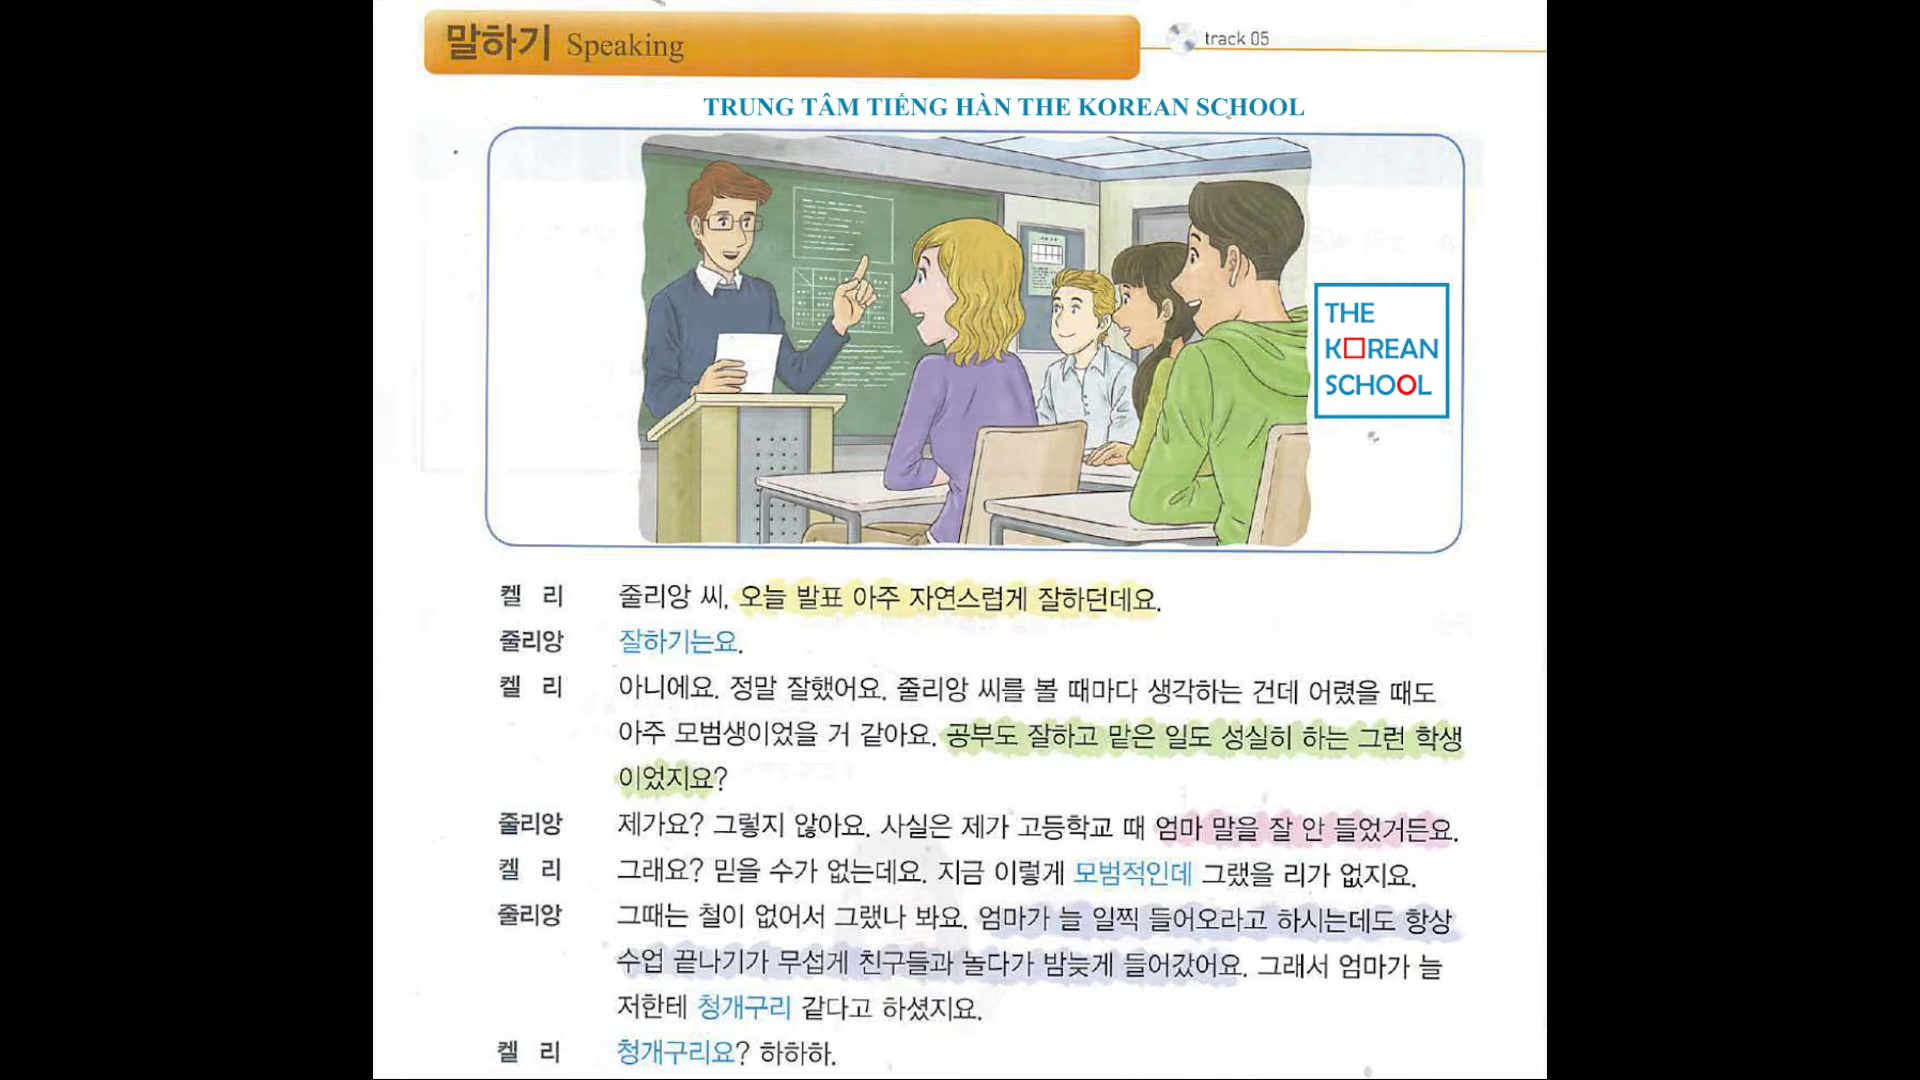 말하기 Speaking
track 05
TRUNG TÂM TIẾNG HÀN THE KOREAN SCHOOL
THE
KOREAN
SCHOOL
켈 리 줄리앙 씨, 오늘 발표 아주 자연스럽게 잘하던데요.
줄리앙 잘하기는요.
켈 리 아니에요. 정말 잘했어요. 줄리앙 씨를 볼 때마다 생각하는 건데 어렸을 때도
아주 모범생이었을 거 같아요. 공부도 잘하고 맡은 일도 성실히 하는 그런 학생
이었지요?
줄리앙 제가요? 그렇지 않아요. 사실은 제가 고등학교 때 엄마 말을 잘 안 들었거든요.
켈 리 그래요? 믿을 수가 없는데요. 지금 이렇게 모범적인데 그랬을 리가 없지요.
줄리앙 그때는 철이 없어서 그랬나 봐요. 엄마가 늘 일찍 들어오라고 하시는데도 항상
수업 끝나기가 무섭게 친구들과 놀다가 밤늦게 들어갔어요. 그래서 엄마가 늘
저한테 청개구리 같다고 하셨지요.
켈 리 청개구리요? 하하하.